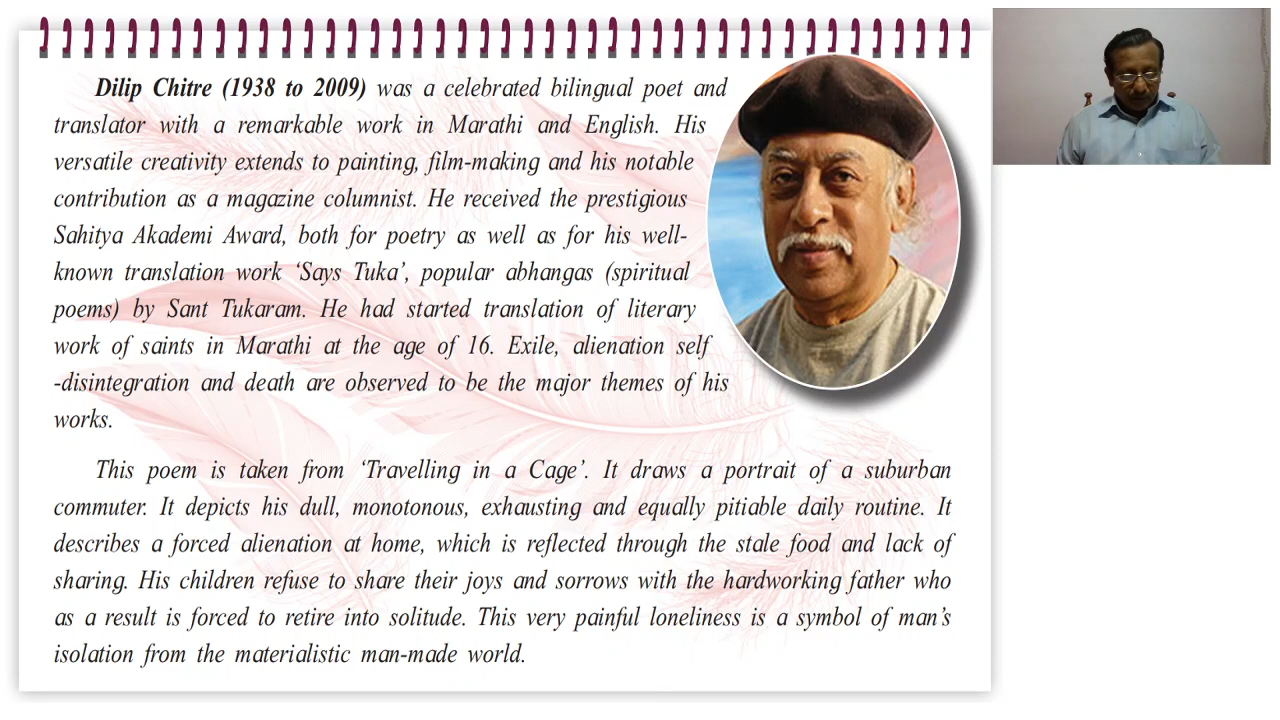 Dilip Chitre (1938 to 2009) was a celebrated bilingual poet and
translator with a remarkable work in Marathi and English. His
versatile creativity extends to painting, film-making and his notable
contribution as a magazine columnist. He received the prestigious
Sahitya Akademi Award, both for poetry as well as for his well-
known translation work ‘Says Tuka’, popular abhangas (spiritual
poems) by Sant Tukaram. He had started translation of literary
work of saints in Marathi at the age of 16. Exile, alienation self
-disintegration and death are observed to be the major themes of his
works.
This poem is taken from ‘Travelling in a Cage’. It draws a portrait of a suburban
commuter. It depicts his dull, monotonous, exhausting and equally pitiable daily routine. It
describes a forced alienation at home, which is reflected through the stale food and lack of
sharing. His children refuse to share their joys and sorrows with the hardworking father who
as a result is forced to retire into solitude. This very painful loneliness is a symbol of man’s
isolation from the materialistic man-made world.